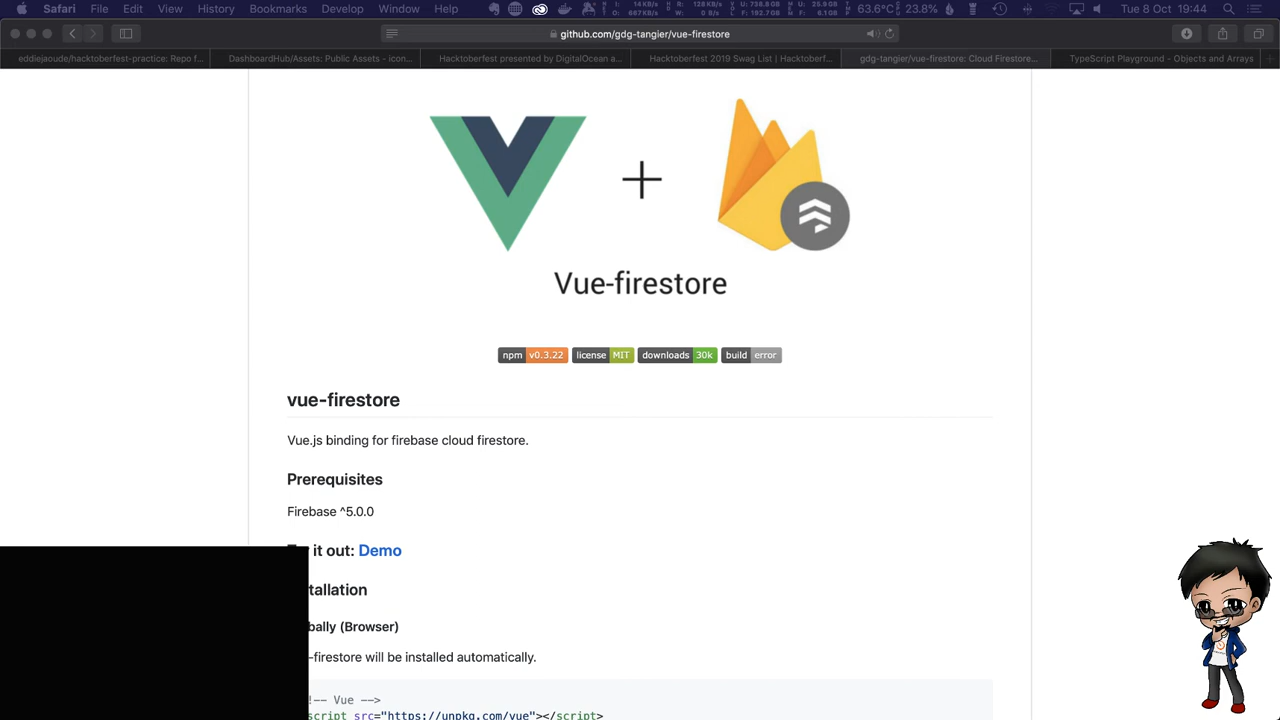 Safari File Edit View History Bookmarks Develop Window Help 63.6°C 23.8% Tue 8 Oct 19:44
github.com/gdg-tangier/vue-firestore
eddiejaoude/hacktoberfest-practice: Repo f... DashboardHub/Assets: Public Assets - icon... Hacktoberfest presented by DigitalOcean a... Hacktoberfest 2019 Swag List | Hacktoberf... gdg-tangier/vue-firestore: Cloud Firestore... TypeScript Playground - Objects and Arrays
Vue-firestore
npm v0.3.22 license MIT downloads 30k build error
vue-firestore
Vue.js binding for firebase cloud firestore.
Prerequisites
Firebase ^5.0.0
it out: Demo
tallation
bally (Browser)
-firestore will be installed automatically.
!-- Vue -->
script src="https://unpkg.com/vue"></script>